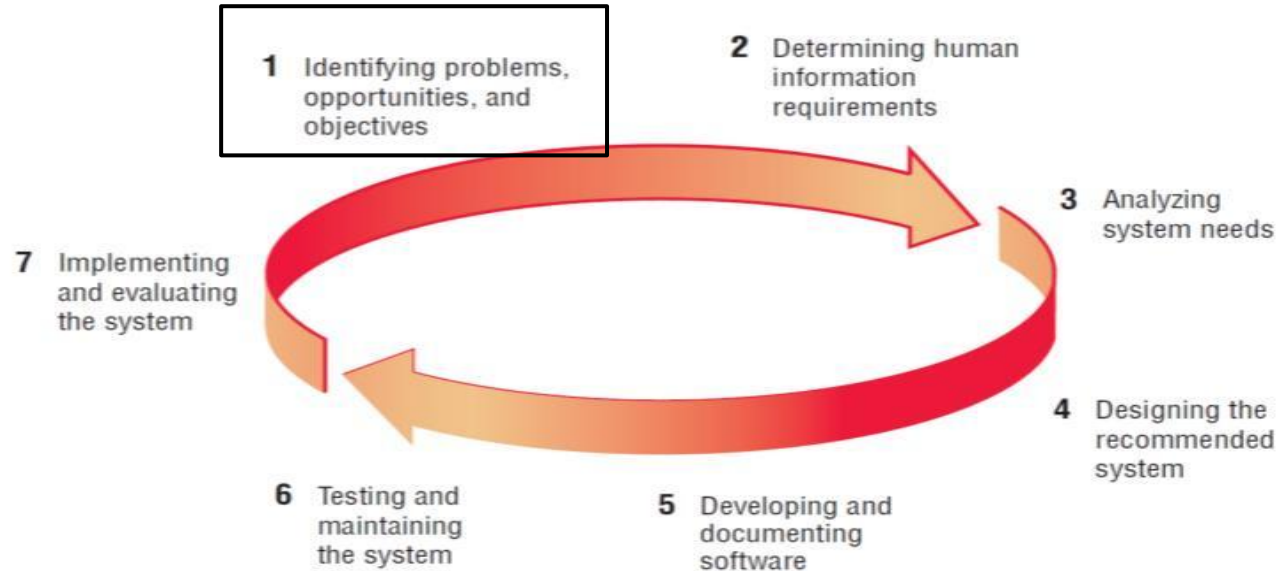 1 Identifying problems,
opportunities, and
objectives
2 Determining human
information
requirements
3 Analyzing
system needs
4 Designing the
recommended
system
5 Developing and
documenting
software
6 Testing and
maintaining
the system
7 Implementing
and evaluating
the system